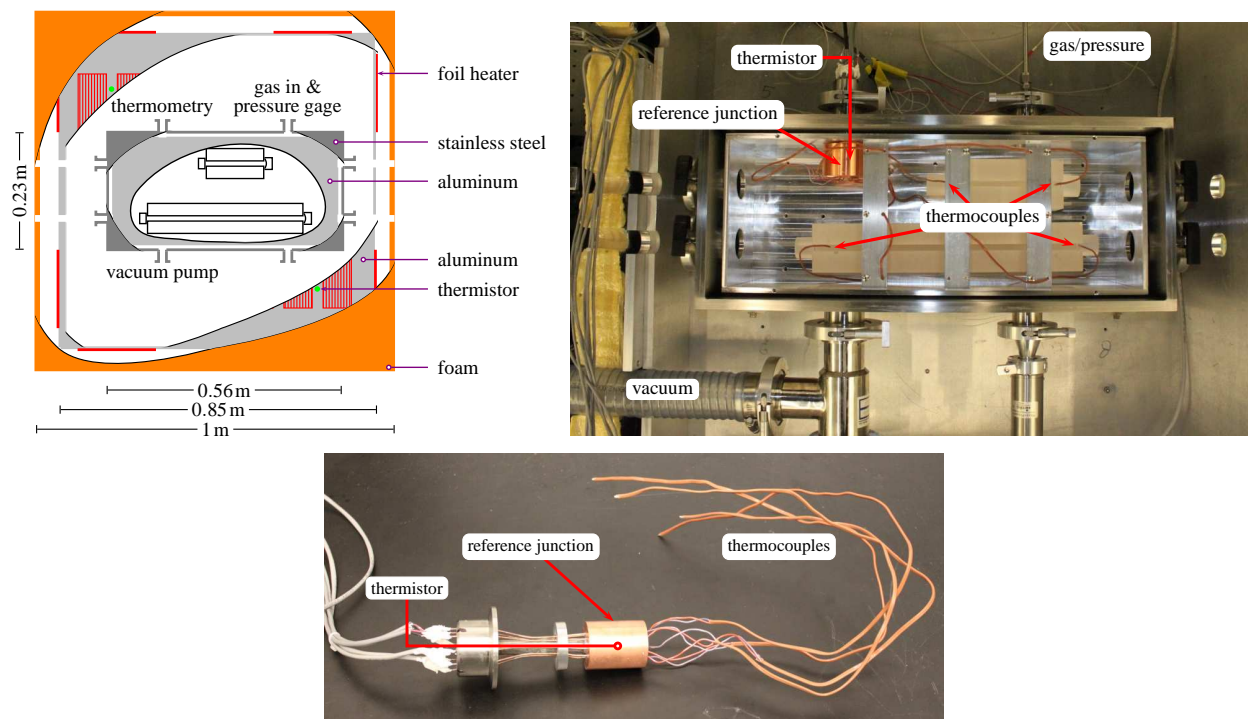 foil heater
thermometry
gas in &
pressure gage
stainless steel
aluminum
0.23 m
vacuum pump
aluminum
thermistor
foam
0.56 m
0.85 m
1 m
thermistor
gas/pressure
reference junction
thermocouples
vacuum
reference junction
thermocouples
thermistor